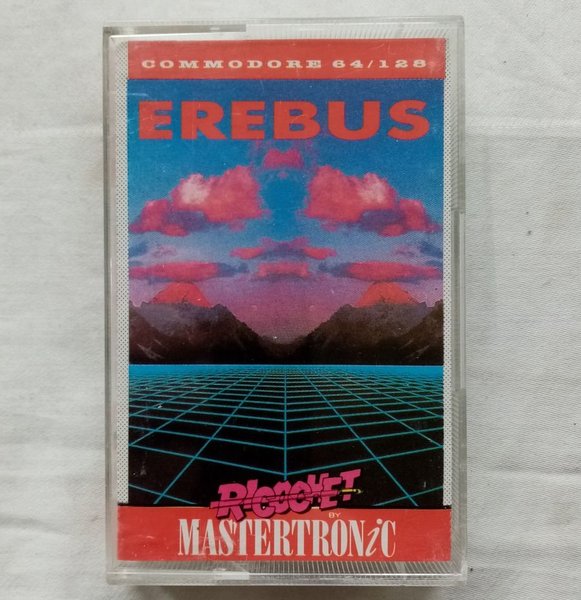 COMMODORE 64/128
EREBUS
RICOCHET
BY
MASTERTRONiC